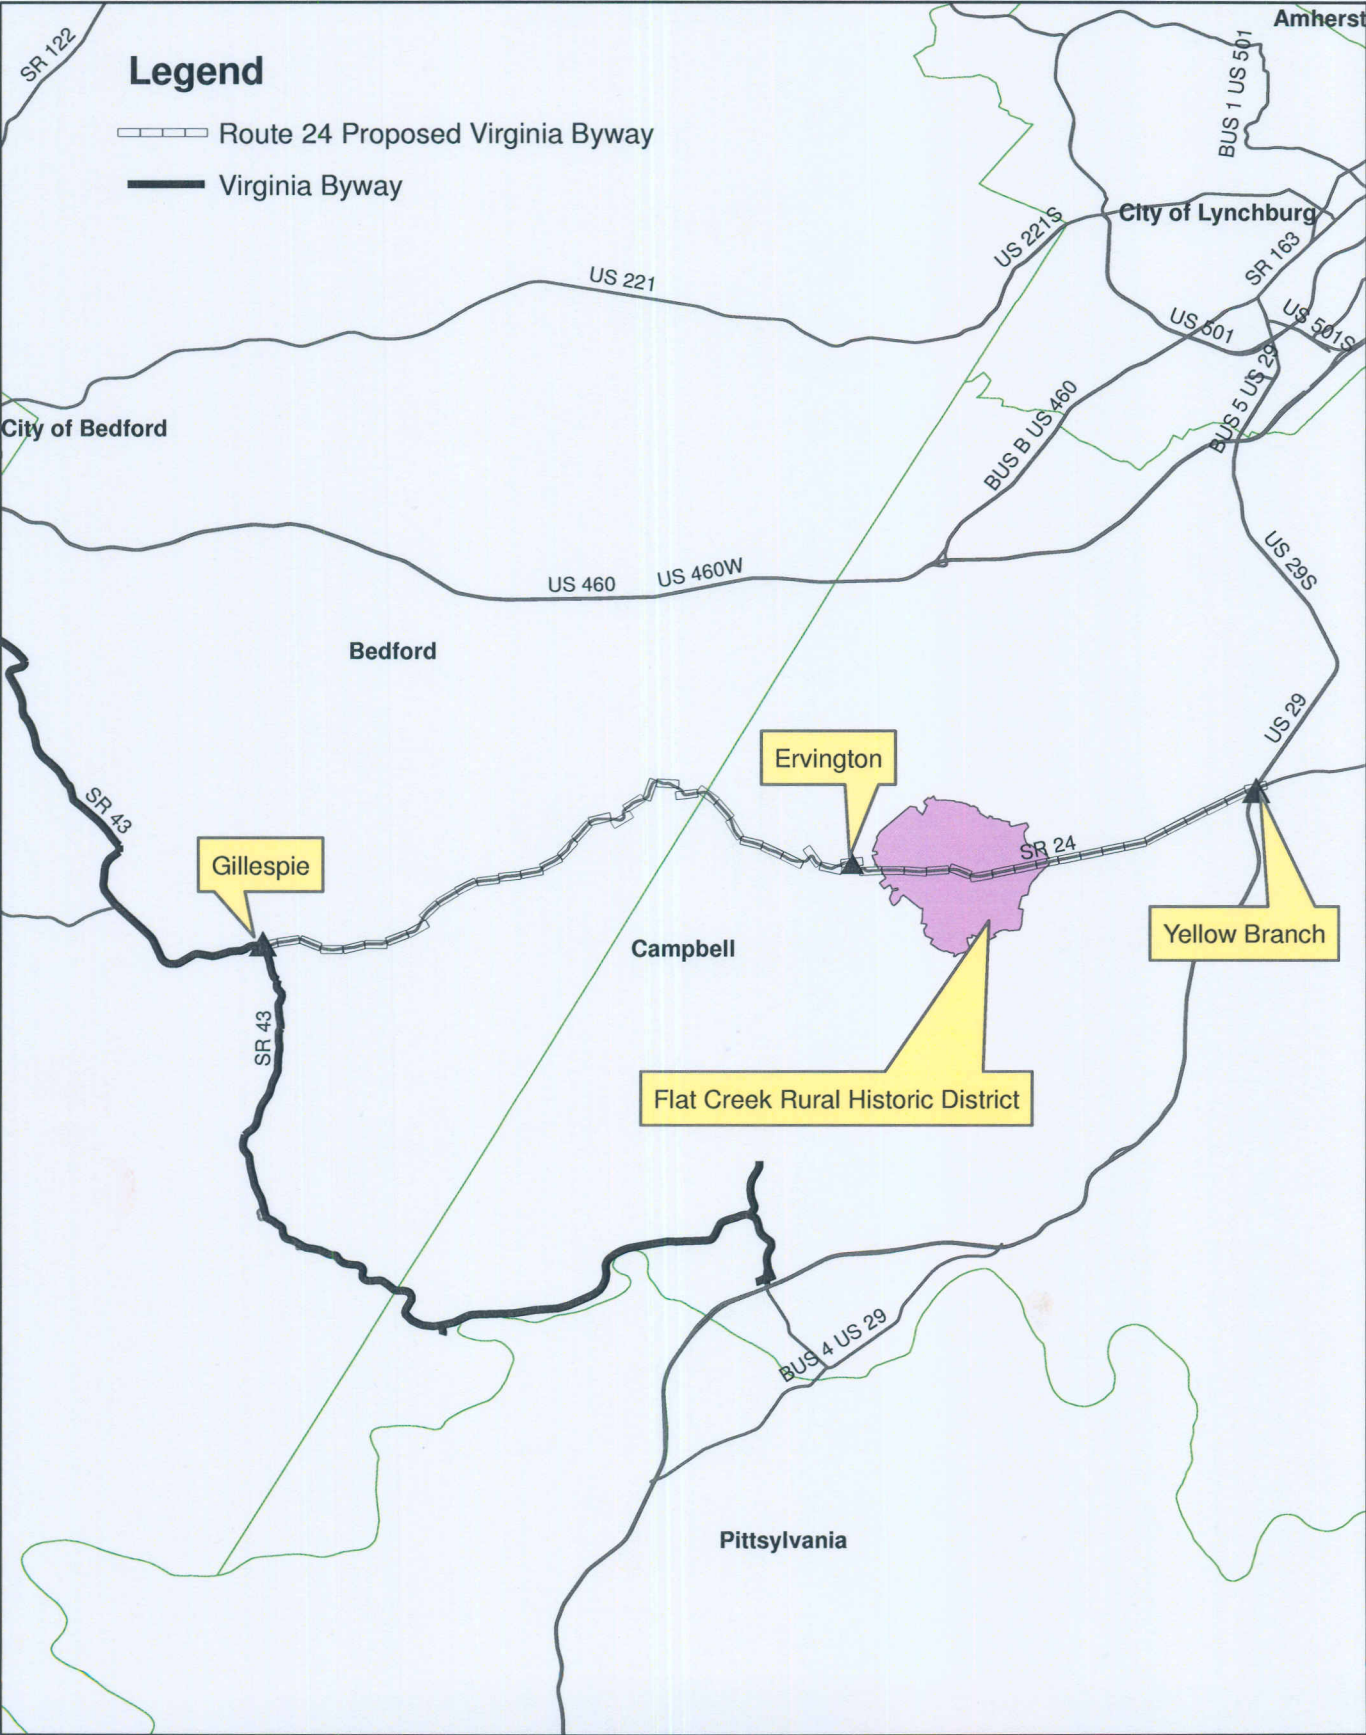 Amherst
SR 122
Legend
Route 24 Proposed Virginia Byway
Virginia Byway
BUS 1 US 501
City of Lynchburg
US 221S
SR 163
US 221
US 501
US 501S
BUS 5 US 29
BUS B US 460
City of Bedford
US 29S
US 460
US 460W
Bedford
US 29
Ervington
SR 43
SR 24
Gillespie
Yellow Branch
Campbell
SR 43
Flat Creek Rural Historic District
BUS 4 US 29
Pittsylvania